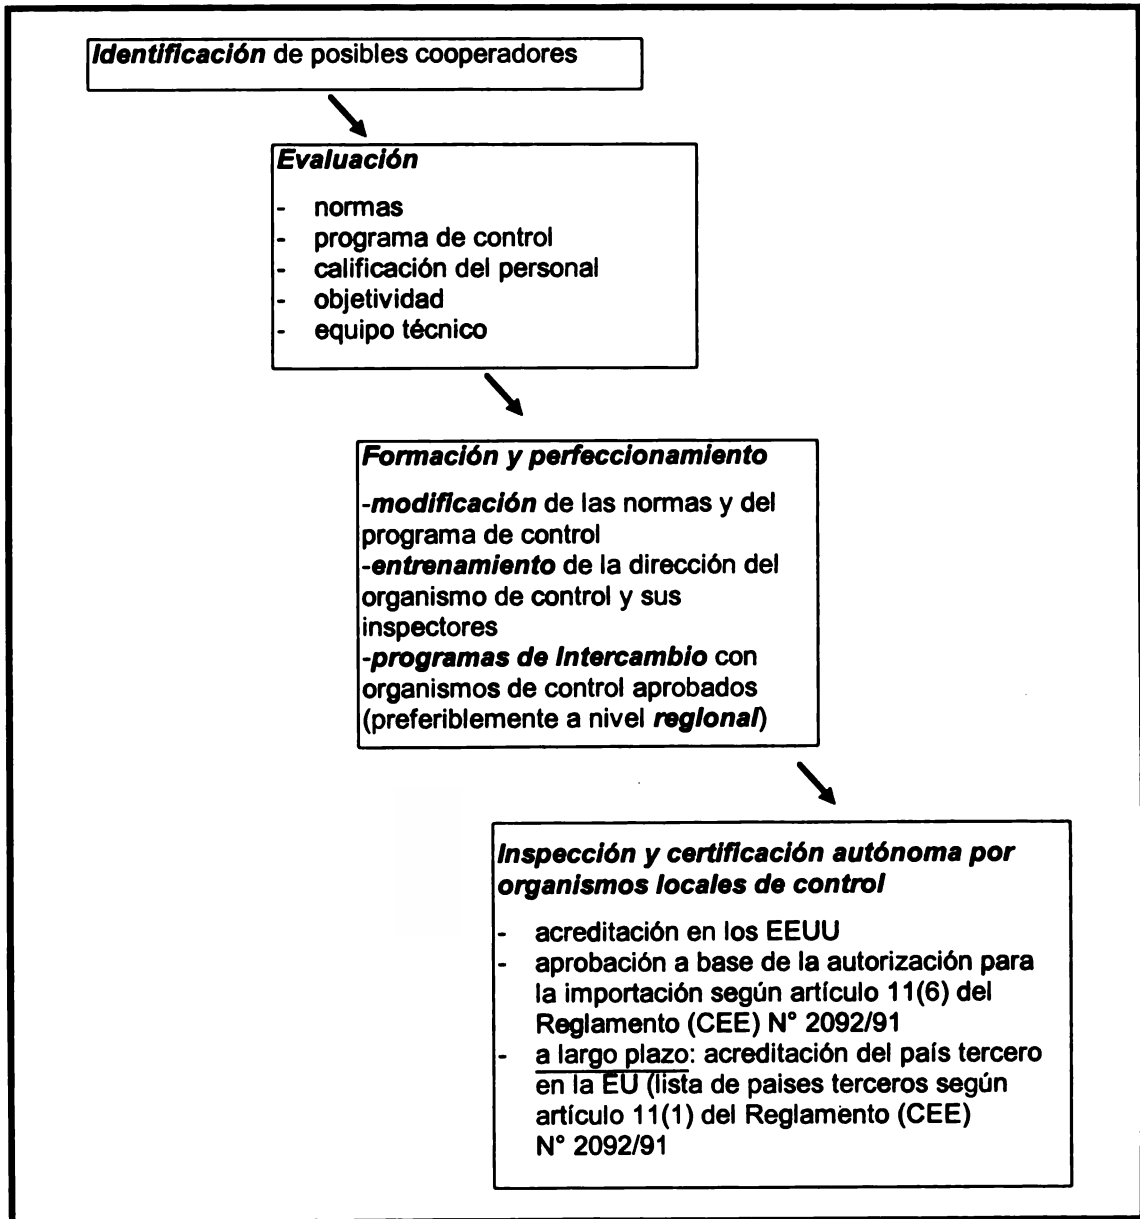 Identificación de posibles cooperadores
Evaluación
- normas
- programa de control
- calificación del personal
- objetividad
- equipo técnico
Formación y perfeccionamiento
-modificación de las normas y del
programa de control
-entrenamiento de la dirección del
organismo de control y sus
inspectores
-programas de Intercambio con
organismos de control aprobados
(preferiblemente a nivel regional)
Inspección y certificación autónoma por
organismos locales de control
- acreditación en los EEUU
- aprobación a base de la autorización para
la importación según artículo 11(6) del
Reglamento (CEE) N° 2092/91
- a largo plazo: acreditación del país tercero
en la EU (lista de paises terceros según
artículo 11(1) del Reglamento (CEE)
N° 2092/91